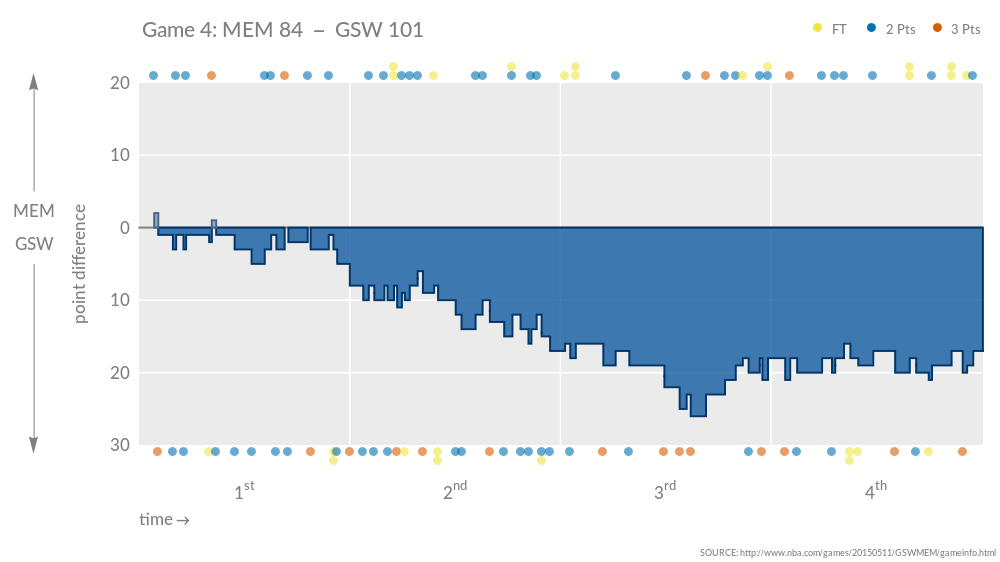 Game 4: MEM 84 – GSW 101
FT 2 Pts 3 Pts
20
10
0
10
20
30
MEM
GSW
point difference
1st 2nd 3rd 4th
time→
SOURCE: http://www.nba.com/games/20150511/GSWMEM/gameinfo.html